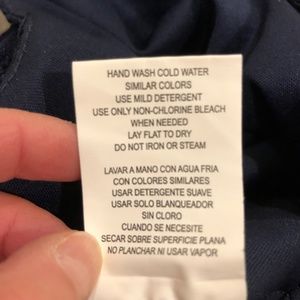 HAND WASH COLD WATER
SIMILAR COLORS
USE MILD DETERGENT
USE ONLY NON-CHLORINE BLEACH
WHEN NEEDED
LAY FLAT TO DRY
DO NOT IRON OR STEAM
LAVAR A MANO CON AGUA FRIA
CON COLORES SIMILARES
USAR DETERGENTE SUAVE
USAR SOLO BLANQUEADOR
SIN CLORO
CUANDO SE NECESITE
SECAR SOBRE SUPERFICIE PLANA
NO PLANCHAR NI USAR VAPOR